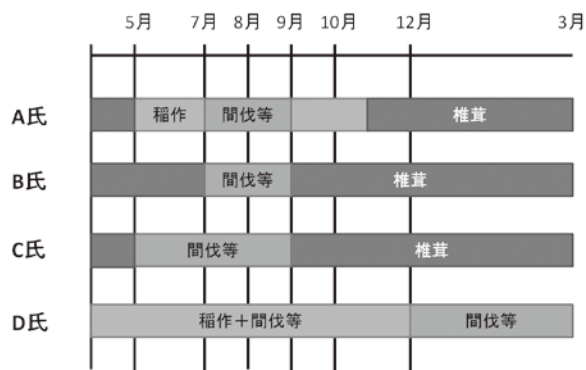 5月 7月 8月 9月 10月 12月 3月
A氏 稲作 間伐等 椎茸
B氏 間伐等 椎茸
C氏 間伐等 椎茸
D氏 稲作＋間伐等 間伐等